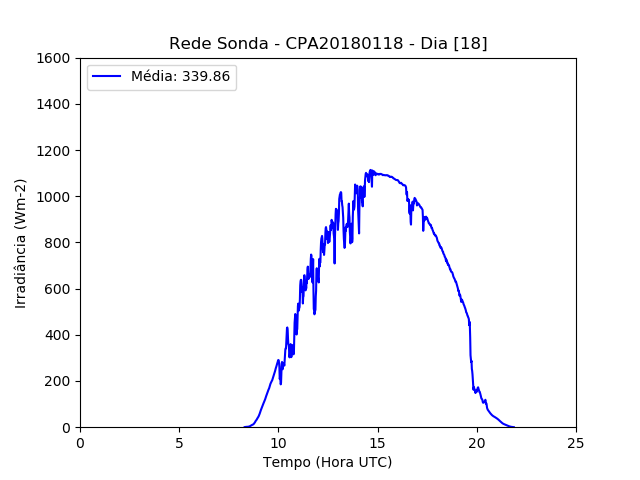 Rede Sonda - CPA20180118 - Dia [18]
Média: 339.86
Irradiância (Wm-2)
1600
1400
1200
1000
800
600
400
200
0
0 5 10 15 20 25
Tempo (Hora UTC)